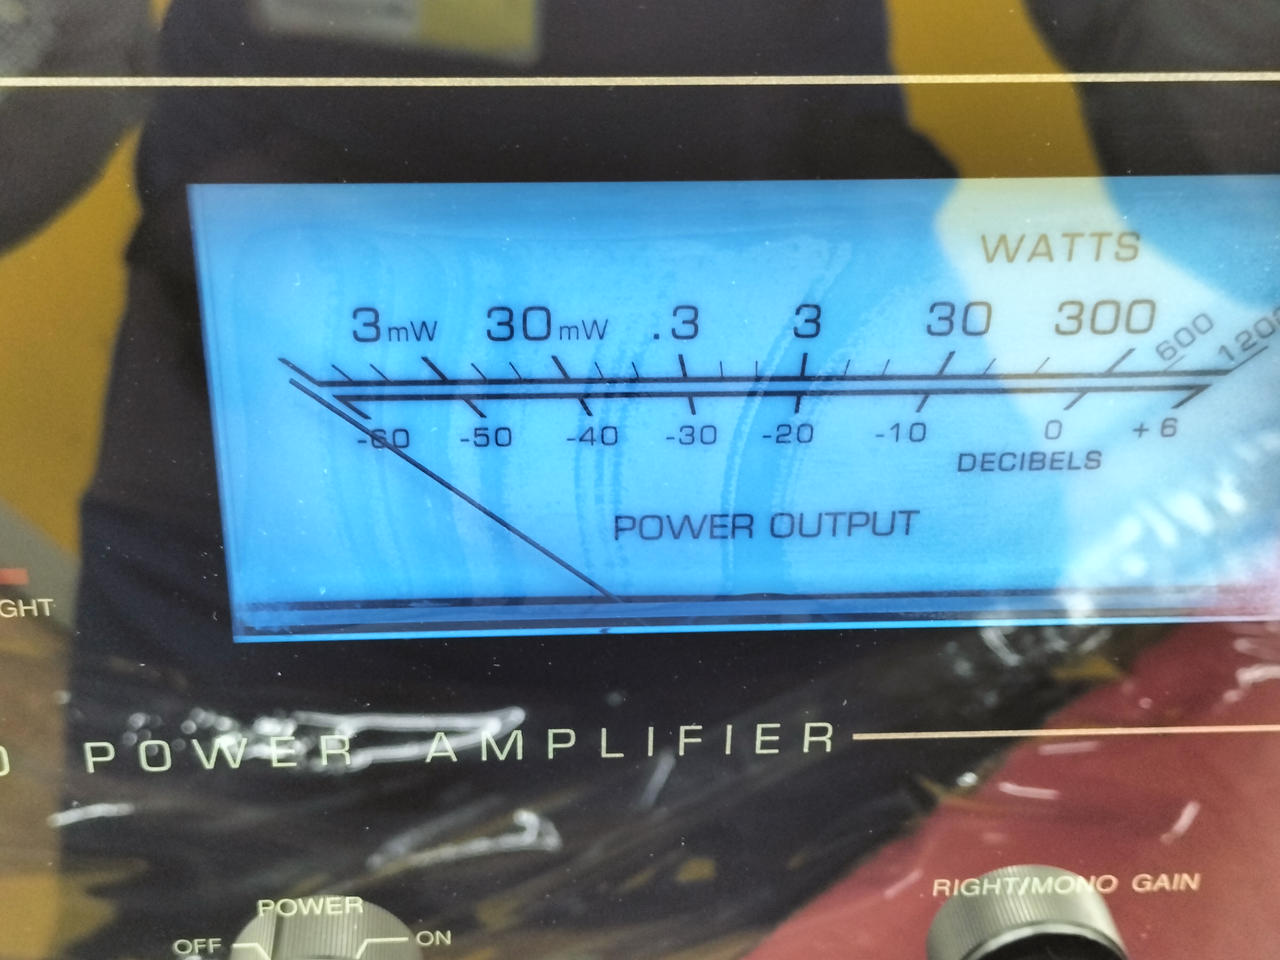 WATTS
3mW 30mW .3 3 30 300 600
-60 -50 -40 -30 -20 -10 0 +6
DECIBELS
POWER OUTPUT
GHT
POWER AMPLIFIER
RIGHT/MONO GAIN
POWER
OFF ON